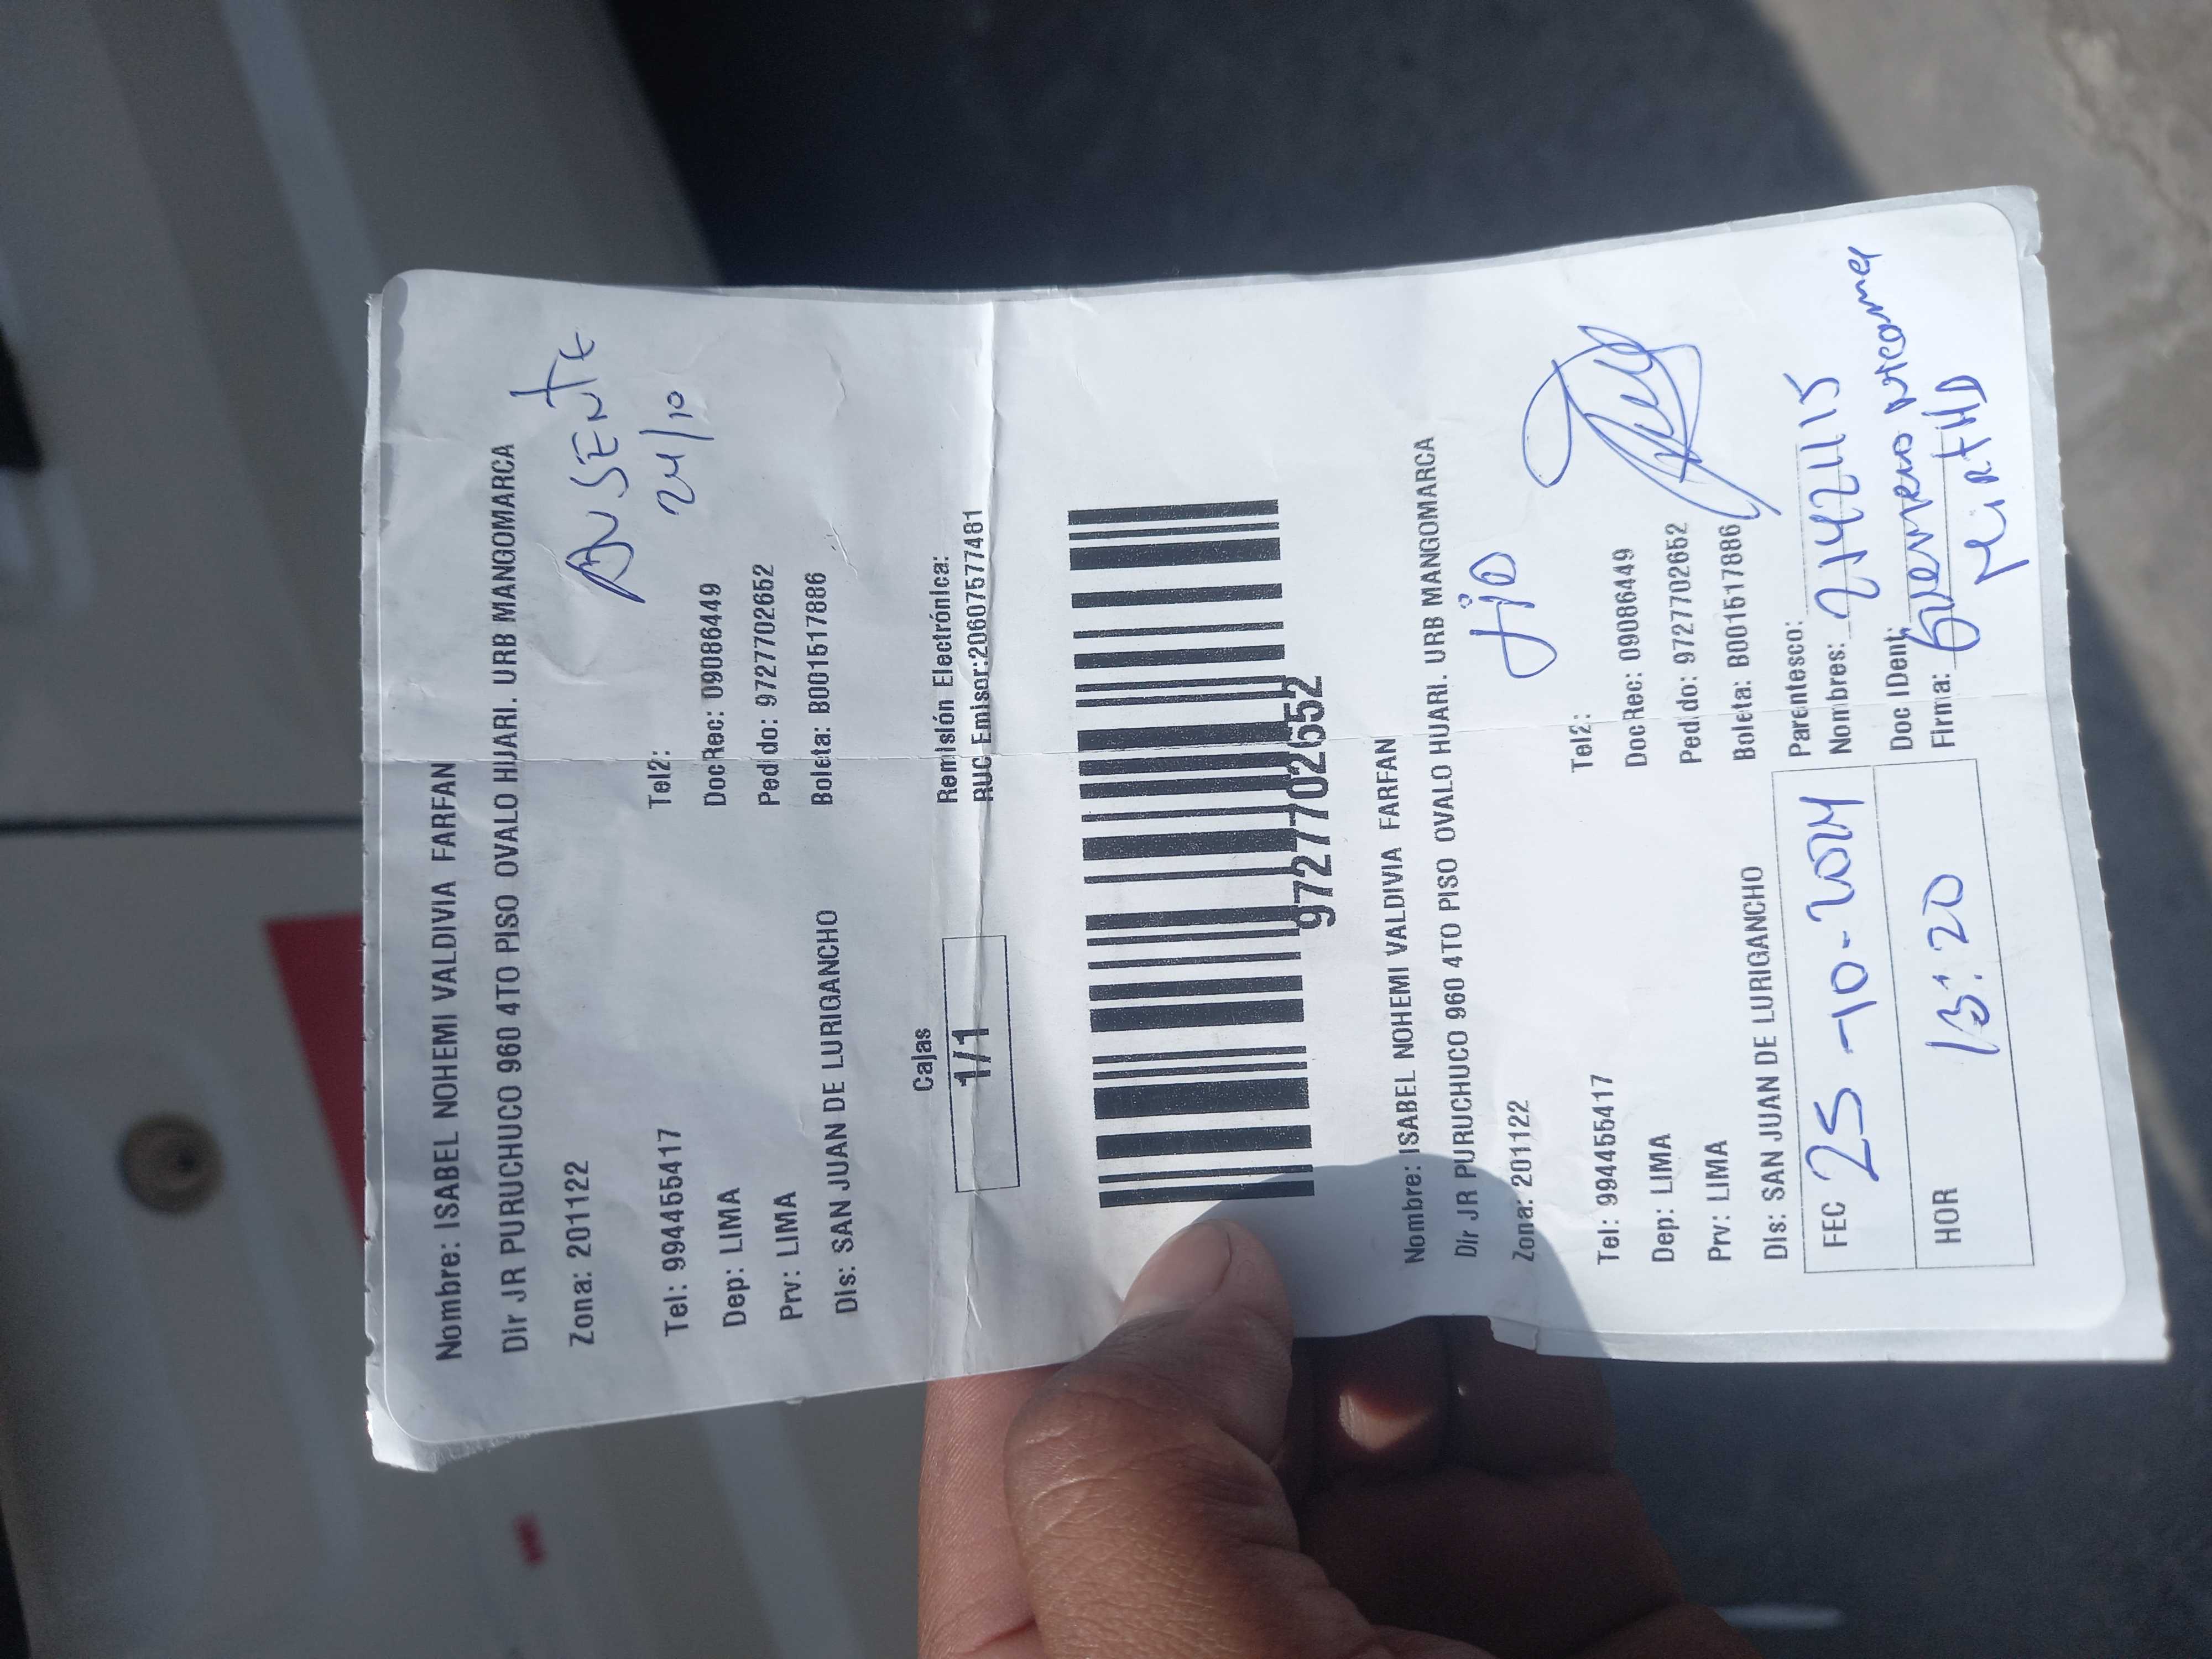 Nombre: ISABEL NOHEMI VALDIVIA FARFAN
Dir JR PURUCHUCO 960 4TO PISO OVALO HUARI. URB MANGOMARCA
Zona: 201122
AUSENTE
24/10
Tel: 994455417 Tel2:
Dep: LIMA DocRec: 09086449
Prv: LIMA Pedido: 9727702652
Dis: SAN JUAN DE LURIGANCHO Boleta: B001517886
Cajas Remisión Electrónica:
1/1 RUC Emisor:20607577481
9727702652
Nombre: ISABEL NOHEMI VALDIVIA FARFAN
Dir JR PURUCHUCO 960 4TO PISO OVALO HUARI. URB MANGOMARCA
Zona: 201122
Tel: 994455417 Tel2:
Dep: LIMA DocRec: 09086449
Prv: LIMA Pedido: 9727702652
Dis: SAN JUAN DE LURIGANCHO Boleta: B001517886
FEC 25-10-2024 Parentesco:
Nombres: 21421115
HOR 13:20 Doc IDent:
Firma: